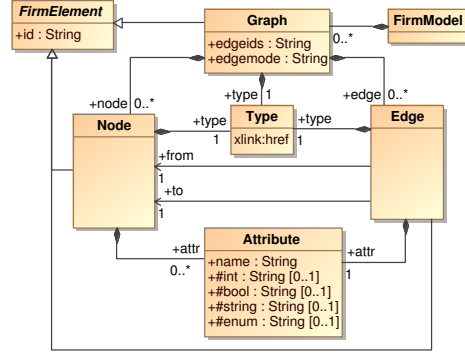 FirmElement
+id : String
Graph
+edgeids : String
+edgemode : String
FirmModel
0..*
+type 1
+node 0..*
+edge 0..*
Node
+type
1
Type
xlink:href
+type
1
Edge
+from
1
+to
1
+attr
0..*
Attribute
+name : String
+#int : String [0..1]
+#bool : String [0..1]
+#string : String [0..1]
+#enum : String [0..1]
+attr
1